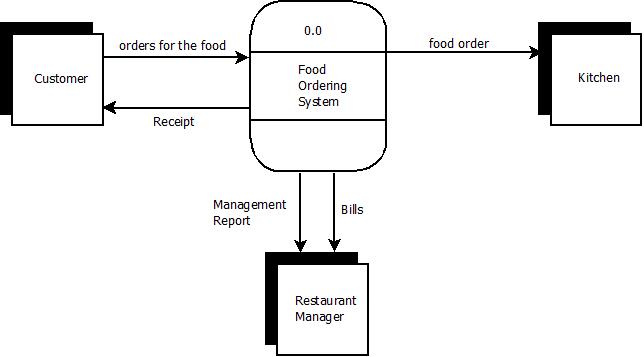 0.0
orders for the food
food order
Customer
Food
Ordering
System
Kitchen
Receipt
Management
Report
Bills
Restaurant
Manager